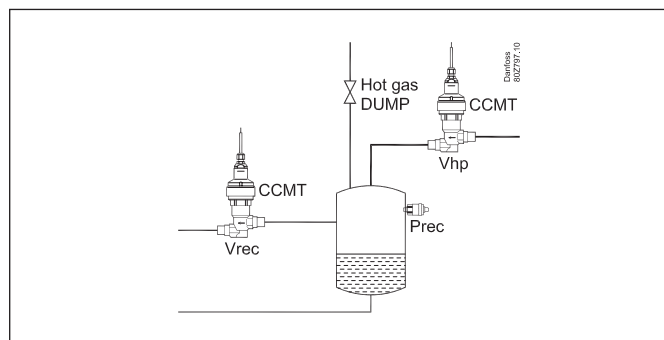 Danfoss
80Z797.10
Hot gas
DUMP
CCMT
Vhp
CCMT
Prec
Vrec